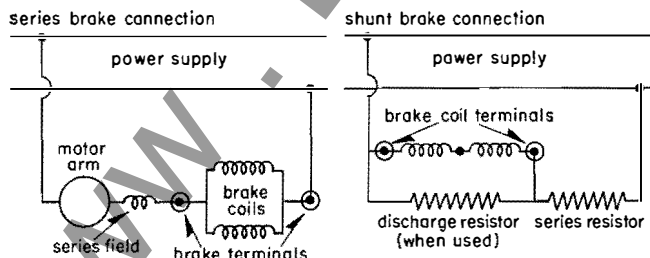 series brake connection
power supply
motor
arm
brake
coils
series field
brake terminals
shunt brake connection
pawer supply
brake coil terminals
discharge resistor
(when used)
series resistor
W.